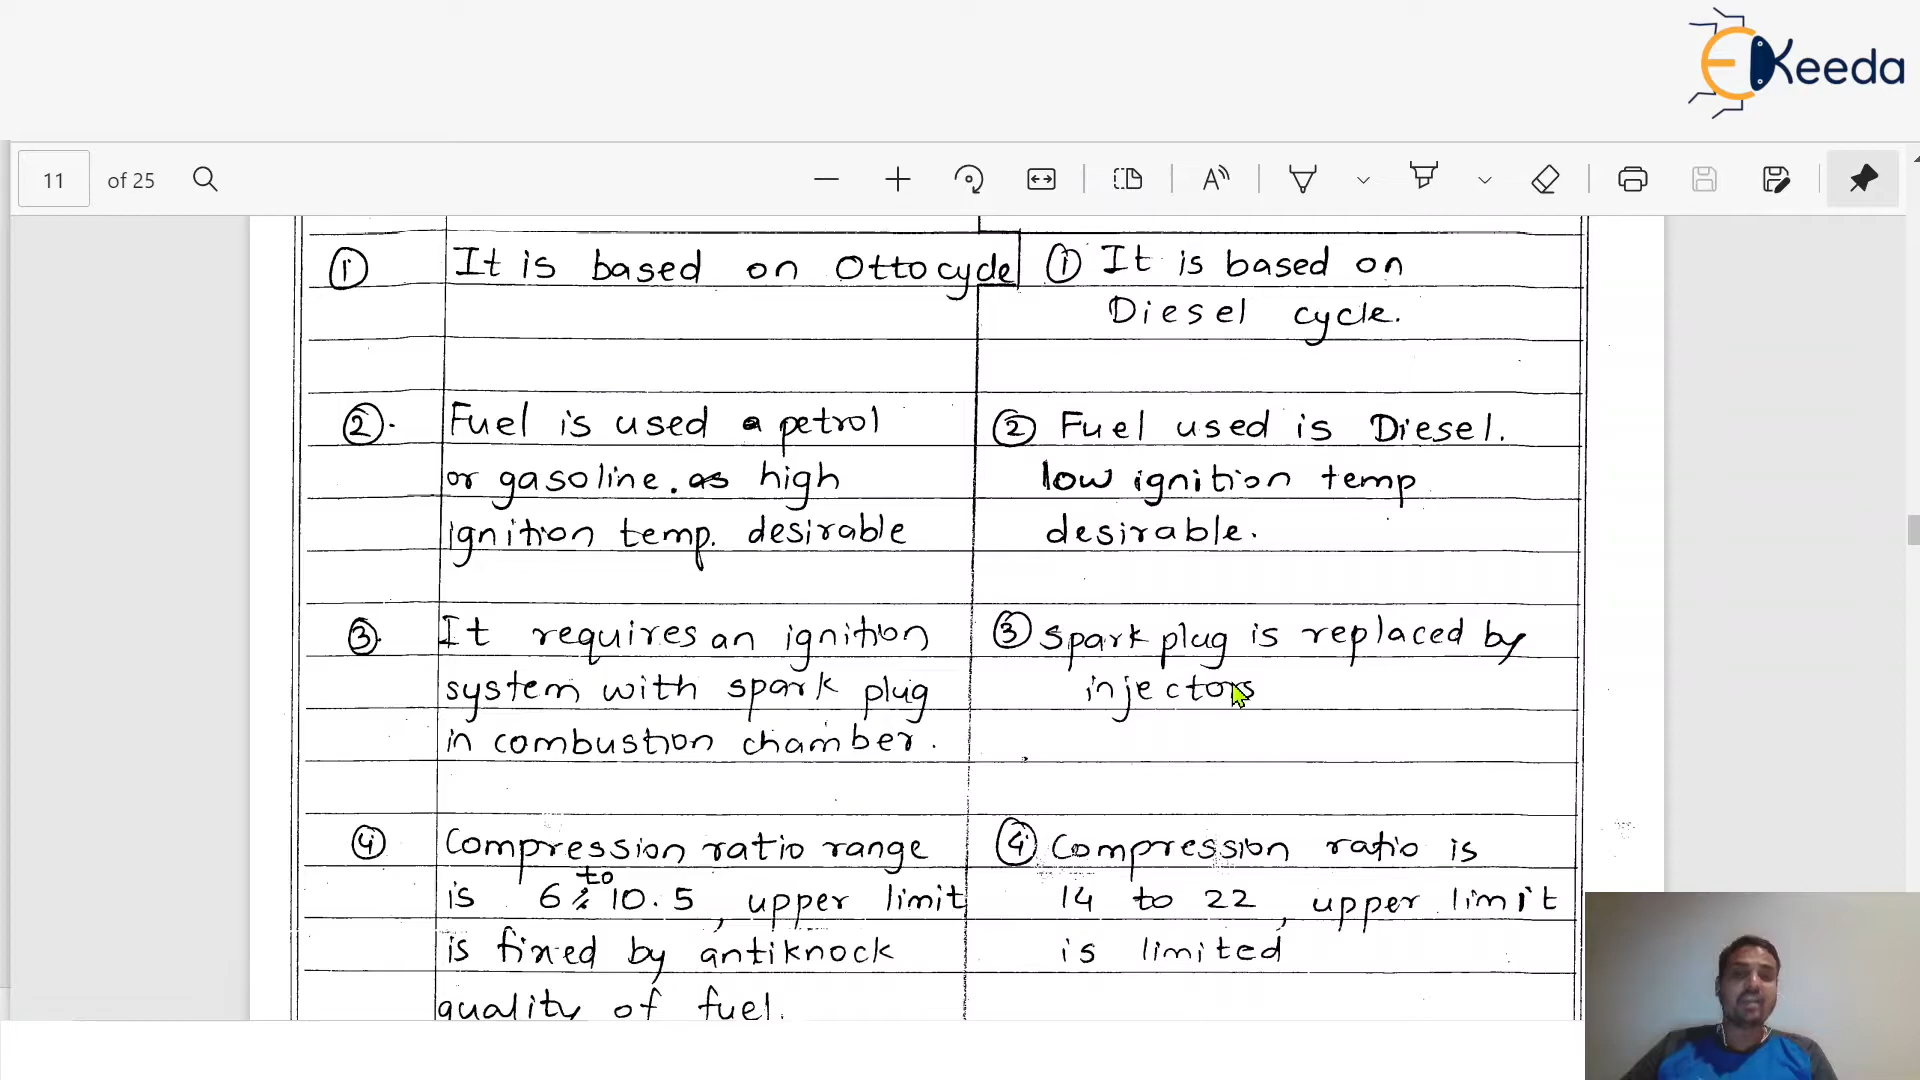 EKeeda
11 of 25
① It is based on Otto cycle
① It is based on
Diesel cycle.
②. Fuel is used a petrol
or gasoline. as high
ignition temp. desirable
② Fuel used is Diesel.
low ignition temp
desirable.
③. It requires an ignition
system with spark plug
in combustion chamber.
③ spark plug is replaced by
injectors
④ Compression ratio range
is 6 to 10.5, upper limit
is fixed by antiknock
quality of fuel.
④ Compression ratio is
14 to 22, upper limit
is limited